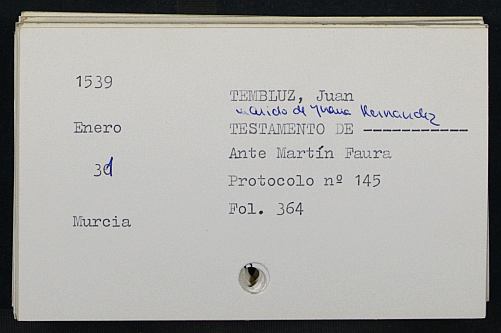 1539
Enero
31
Murcia
TEMBLUZ, Juan
marido de Juana Hernandez
TESTAMENTO DE -----------
Ante Martín Faura
Protocolo nº 145
Fol. 364